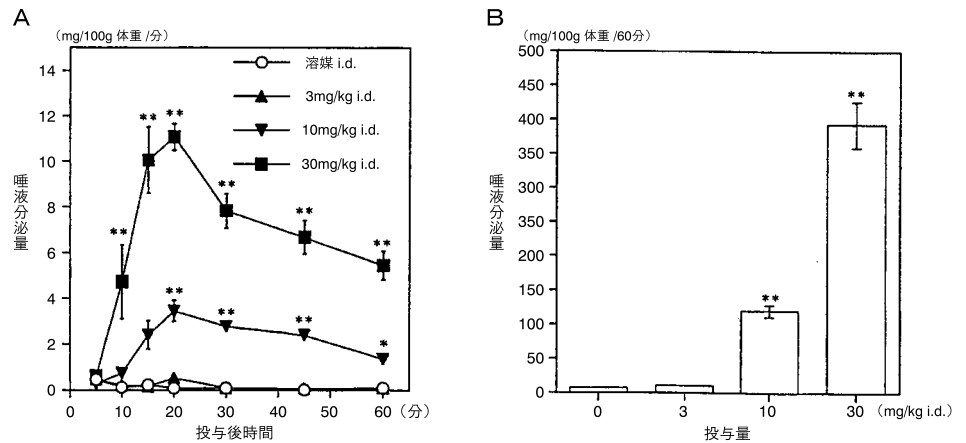 A
(mg/100g 体重 /分)
14
12
10
8
6
4
2
0
唾液分泌量
溶媒 i.d.
3mg/kg i.d.
10mg/kg i.d.
30mg/kg i.d.
**
**
**
**
**
**
**
**
**
*
0 10 20 30 40 50 60 (分)
投与後時間
B
(mg/100g 体重 /60分)
500
450
400
350
300
250
200
150
100
50
0
唾液分泌量
**
**
0 3 10 30 (mg/kg i.d.)
投与量